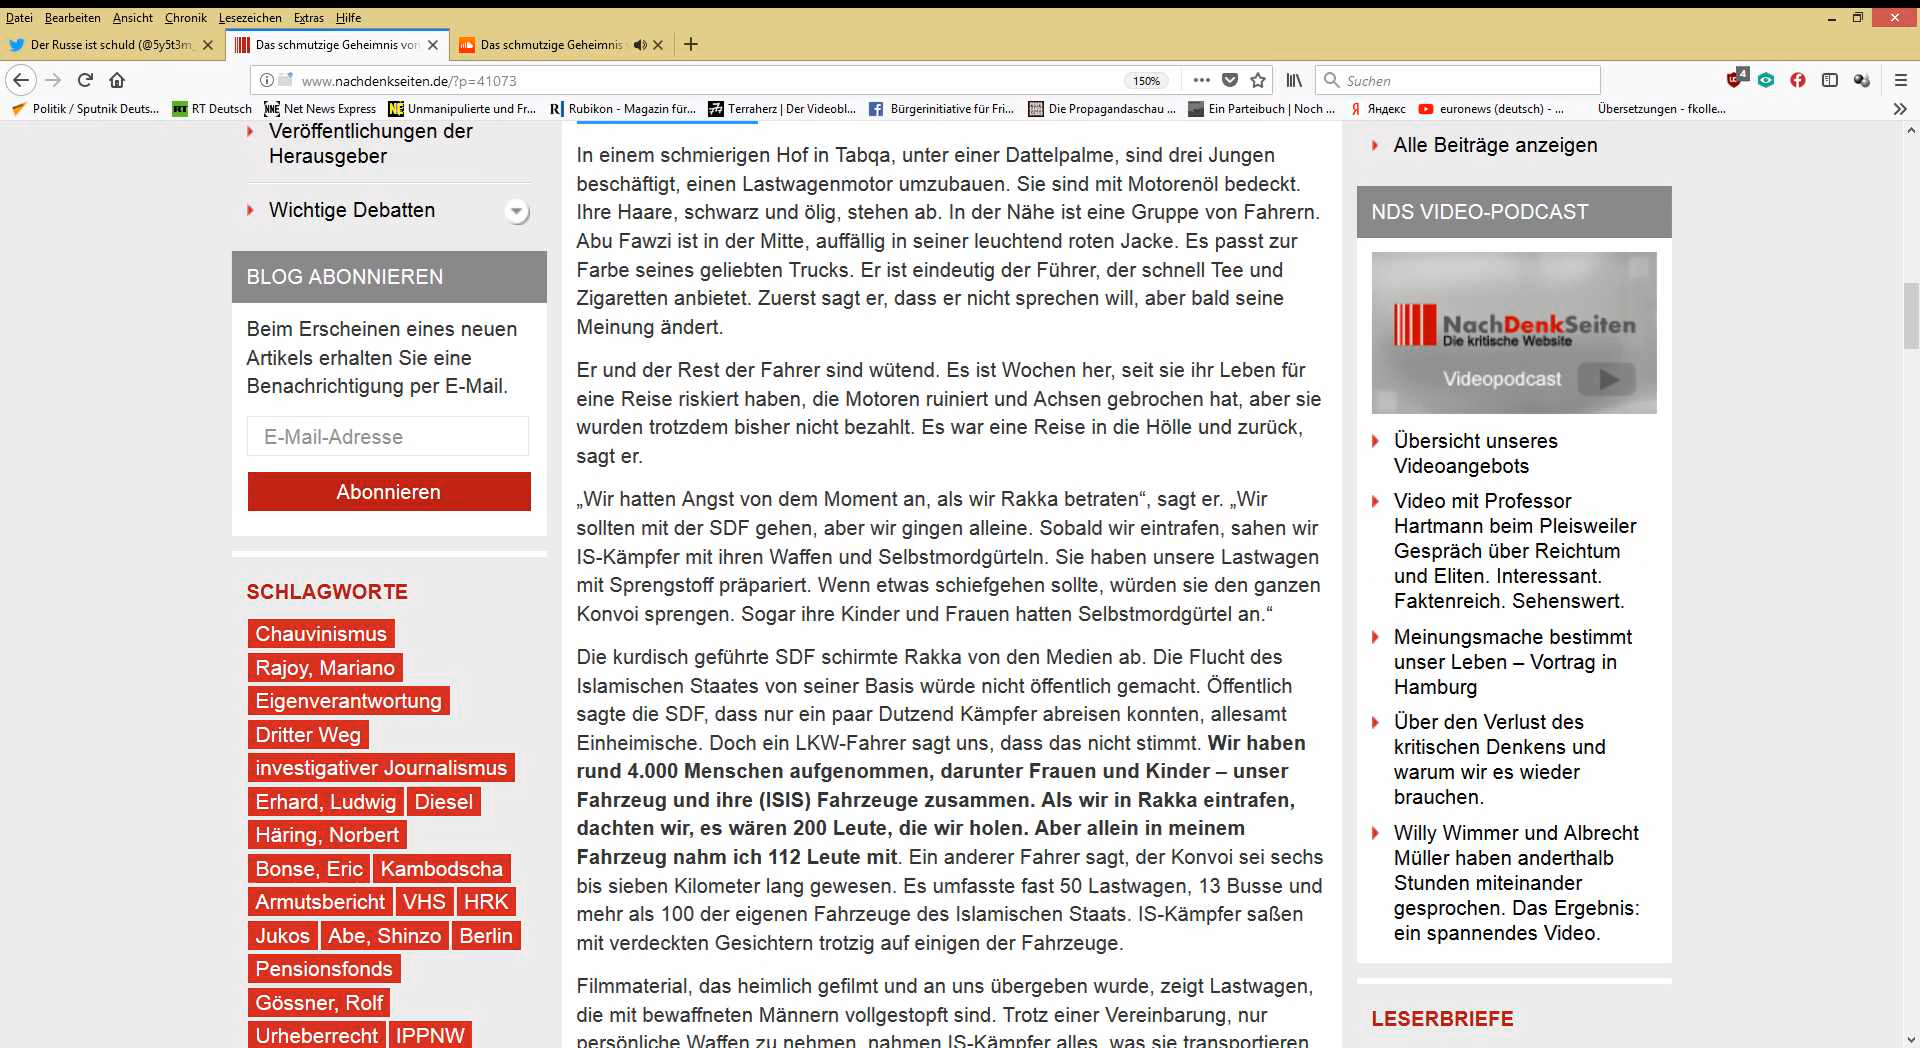 Datei Bearbeiten Ansicht Chronik Lesezeichen Extras Hilfe
Der Russe ist schuld (@5y5t3m_
Das schmutzige Geheimnis von
Das schmutzige Geheimnis
www.nachdenkseiten.de/?p=41073
150%
Suchen
4
Politik / Sputnik Deuts...
RT Deutsch
Net News Express
Unmanipulierte und Fr...
Rubikon - Magazin für...
Terraherz | Der Videobl...
Bürgerinitiative für Fri...
Die Propagandaschau ...
Ein Parteibuch | Noch ...
Яндекс
euronews (deutsch) - ...
Übersetzungen - fkolle...
Veröffentlichungen der
Herausgeber
Wichtige Debatten
BLOG ABONNIEREN
Beim Erscheinen eines neuen
Artikels erhalten Sie eine
Benachrichtigung per E-Mail.
E-Mail-Adresse
Abonnieren
SCHLAGWORTE
Chauvinismus
Rajoy, Mariano
Eigenverantwortung
Dritter Weg
investigativer Journalismus
Erhard, Ludwig Diesel
Häring, Norbert
Bonse, Eric Kambodscha
Armutsbericht VHS HRK
Jukos Abe, Shinzo Berlin
Pensionsfonds
Gössner, Rolf
Urheberrecht IPPNW
In einem schmierigen Hof in Tabqa, unter einer Dattelpalme, sind drei Jungen
beschäftigt, einen Lastwagenmotor umzubauen. Sie sind mit Motorenöl bedeckt.
Ihre Haare, schwarz und ölig, stehen ab. In der Nähe ist eine Gruppe von Fahrern.
Abu Fawzi ist in der Mitte, auffällig in seiner leuchtend roten Jacke. Es passt zur
Farbe seines geliebten Trucks. Er ist eindeutig der Führer, der schnell Tee und
Zigaretten anbietet. Zuerst sagt er, dass er nicht sprechen will, aber bald seine
Meinung ändert.
Er und der Rest der Fahrer sind wütend. Es ist Wochen her, seit sie ihr Leben für
eine Reise riskiert haben, die Motoren ruiniert und Achsen gebrochen hat, aber sie
wurden trotzdem bisher nicht bezahlt. Es war eine Reise in die Hölle und zurück,
sagt er.
„Wir hatten Angst von dem Moment an, als wir Rakka betraten“, sagt er. „Wir
sollten mit der SDF gehen, aber wir gingen alleine. Sobald wir eintrafen, sahen wir
IS-Kämpfer mit ihren Waffen und Selbstmordgürteln. Sie haben unsere Lastwagen
mit Sprengstoff präpariert. Wenn etwas schiefgehen sollte, würden sie den ganzen
Konvoi sprengen. Sogar ihre Kinder und Frauen hatten Selbstmordgürtel an.“
Die kurdisch geführte SDF schirmte Rakka von den Medien ab. Die Flucht des
Islamischen Staates von seiner Basis würde nicht öffentlich gemacht. Öffentlich
sagte die SDF, dass nur ein paar Dutzend Kämpfer abreisen konnten, allesamt
Einheimische. Doch ein LKW-Fahrer sagt uns, dass das nicht stimmt. Wir haben
rund 4.000 Menschen aufgenommen, darunter Frauen und Kinder – unser
Fahrzeug und ihre (ISIS) Fahrzeuge zusammen. Als wir in Rakka eintrafen,
dachten wir, es wären 200 Leute, die wir holen. Aber allein in meinem
Fahrzeug nahm ich 112 Leute mit. Ein anderer Fahrer sagt, der Konvoi sei sechs
bis sieben Kilometer lang gewesen. Es umfasste fast 50 Lastwagen, 13 Busse und
mehr als 100 der eigenen Fahrzeuge des Islamischen Staats. IS-Kämpfer saßen
mit verdeckten Gesichtern trotzig auf einigen der Fahrzeuge.
Filmmaterial, das heimlich gefilmt und an uns übergeben wurde, zeigt Lastwagen,
die mit bewaffneten Männern vollgestopft sind. Trotz einer Vereinbarung, nur
persönliche Waffen zu nehmen, nahmen IS-Kämpfer alles, was sie transportieren
Alle Beiträge anzeigen
NDS VIDEO-PODCAST
NachDenkSeiten
Die kritische Website
Videopodcast
Übersicht unseres
Videoangebots
Video mit Professor
Hartmann beim Pleisweiler
Gespräch über Reichtum
und Eliten. Interessant.
Faktenreich. Sehenswert.
Meinungsmache bestimmt
unser Leben – Vortrag in
Hamburg
Über den Verlust des
kritischen Denkens und
warum wir es wieder
brauchen.
Willy Wimmer und Albrecht
Müller haben anderthalb
Stunden miteinander
gesprochen. Das Ergebnis:
ein spannendes Video.
LESERBRIEFE